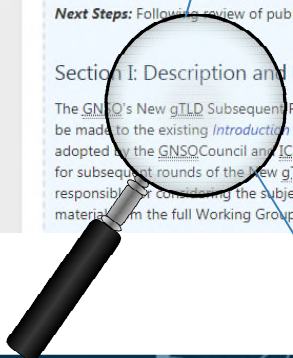 Next Steps: Following review of pub
Section I: Description and
The GNSO's New gTLD Subsequent P
be made to the existing Introduction
adopted by the GNSOCouncil and IC
for subsequent rounds of the New g
responsible for considering the subje
material from the full Working Group